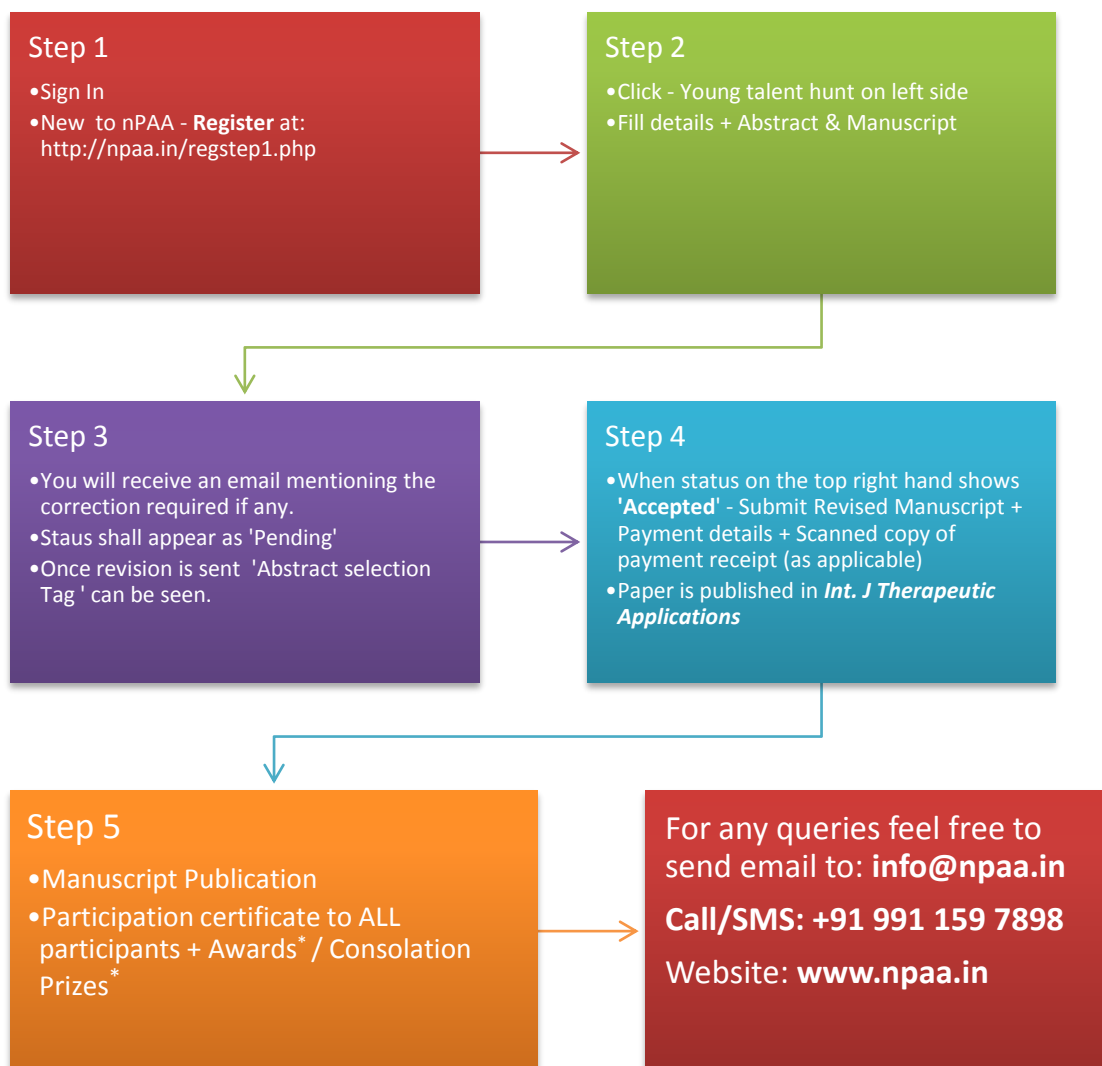 Step 1
•Sign In
•New to nPAA - Register at:
http://npaa.in/regstep1.php
Step 2
•Click - Young talent hunt on left side
•Fill details + Abstract & Manuscript
Step 3
•You will receive an email mentioning the
correction required if any.
•Staus shall appear as 'Pending'
•Once revision is sent 'Abstract selection
Tag ' can be seen.
Step 4
•When status on the top right hand shows
'Accepted' - Submit Revised Manuscript +
Payment details + Scanned copy of
payment receipt (as applicable)
•Paper is published in Int. J Therapeutic
Applications
Step 5
•Manuscript Publication
•Participation certificate to ALL
participants + Awards* / Consolation
Prizes*
For any queries feel free to
send email to: info@npaa.in
Call/SMS: +91 991 159 7898
Website: www.npaa.in